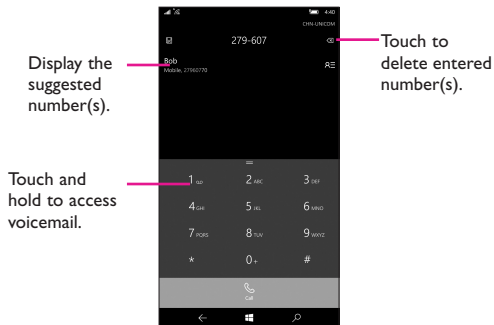 4:40
CHN-UNICOM
279-607
Display the
suggested
number(s).
Bob
Mobile, 27960770
Touch to
delete entered
number(s).
Touch and
hold to access
voicemail.
1
2 ABC
3 DEF
4 GHI
5 JKL
6 MNO
7 PQRS
8 TUV
9 WXYZ
*
0 +
#
Call